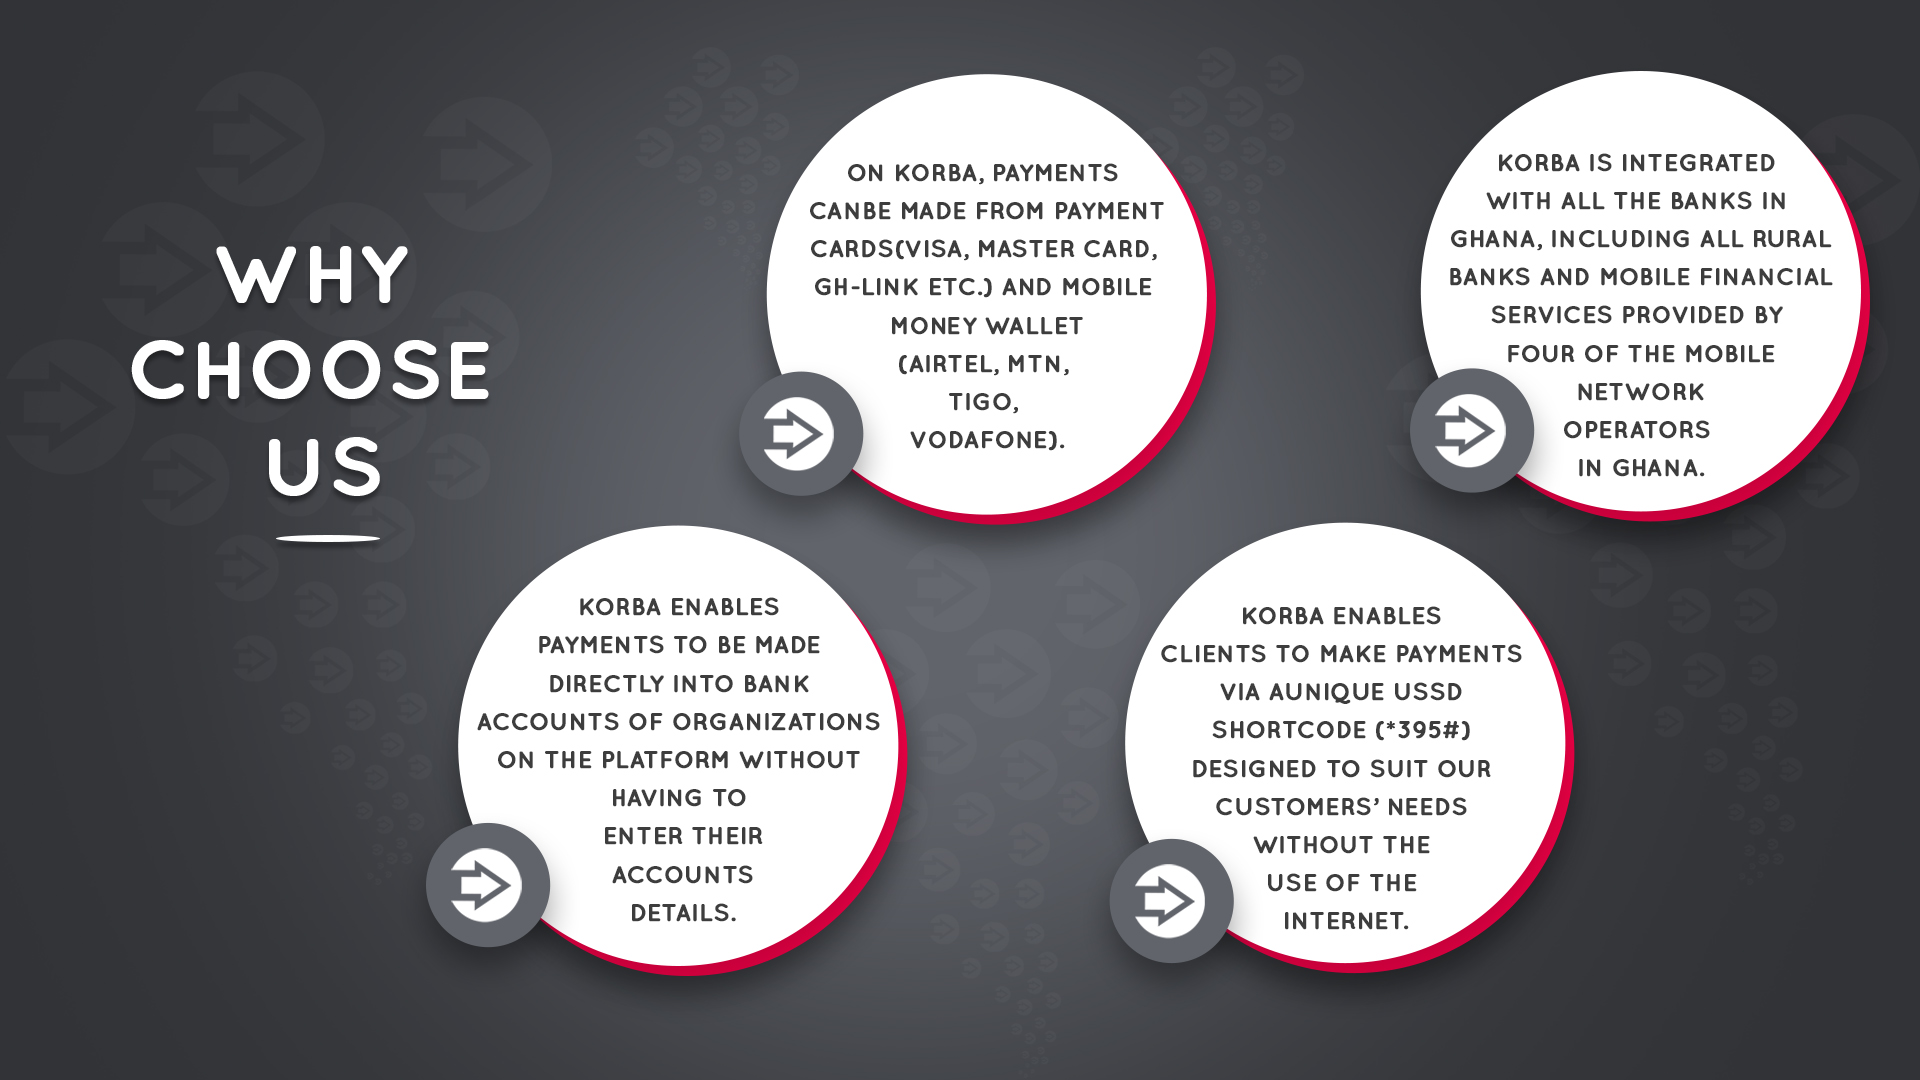 WHY
CHOOSE
US
ON KORBA, PAYMENTS
CANBE MADE FROM PAYMENT
CARDS(VISA, MASTER CARD,
GH-LINK ETC.) AND MOBILE
MONEY WALLET
(AIRTEL, MTN,
TIGO,
VODAFONE).
KORBA IS INTEGRATED
WITH ALL THE BANKS IN
GHANA, INCLUDING ALL RURAL
BANKS AND MOBILE FINANCIAL
SERVICES PROVIDED BY
FOUR OF THE MOBILE
NETWORK
OPERATORS
IN GHANA.
KORBA ENABLES
PAYMENTS TO BE MADE
DIRECTLY INTO BANK
ACCOUNTS OF ORGANIZATIONS
ON THE PLATFORM WITHOUT
HAVING TO
ENTER THEIR
ACCOUNTS
DETAILS.
KORBA ENABLES
CLIENTS TO MAKE PAYMENTS
VIA AUNIQUE USSD
SHORTCODE (*395#)
DESIGNED TO SUIT OUR
CUSTOMERS’ NEEDS
WITHOUT THE
USE OF THE
INTERNET.